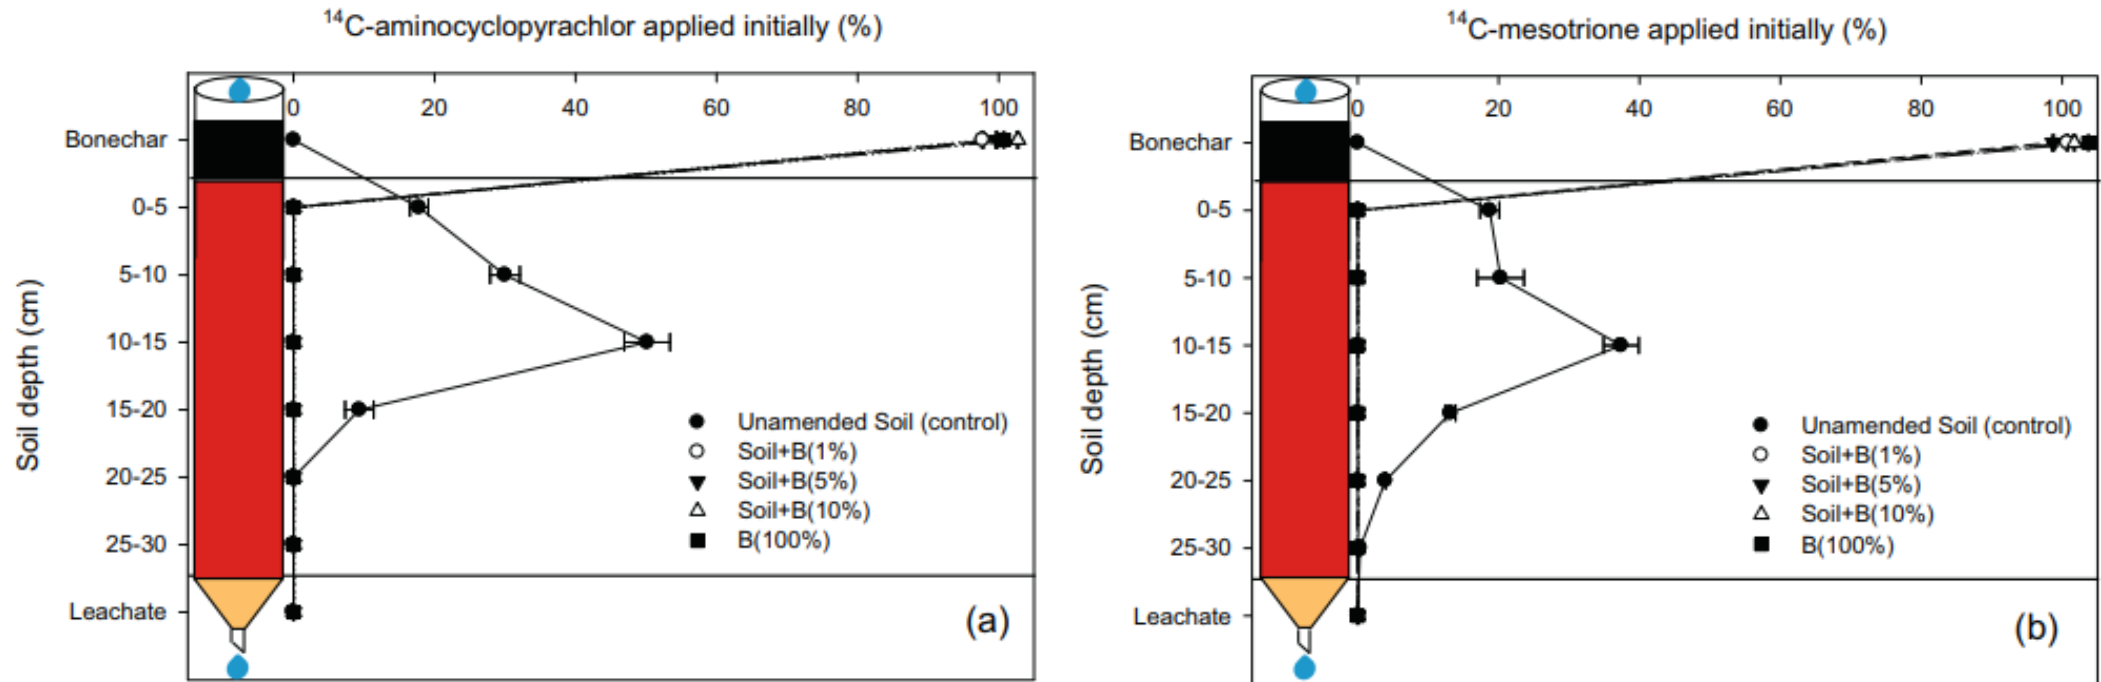 ¹⁴C-aminocyclopyrachlor applied initially (%)
0 20 40 60 80 100
Bonechar
0-5
5-10
10-15
15-20
20-25
25-30
Leachate
Soil depth (cm)
Unamended Soil (control)
Soil+B(1%)
Soil+B(5%)
Soil+B(10%)
B(100%)
(a)
¹⁴C-mesotrione applied initially (%)
0 20 40 60 80 100
Bonechar
0-5
5-10
10-15
15-20
20-25
25-30
Leachate
Soil depth (cm)
Unamended Soil (control)
Soil+B(1%)
Soil+B(5%)
Soil+B(10%)
B(100%)
(b)